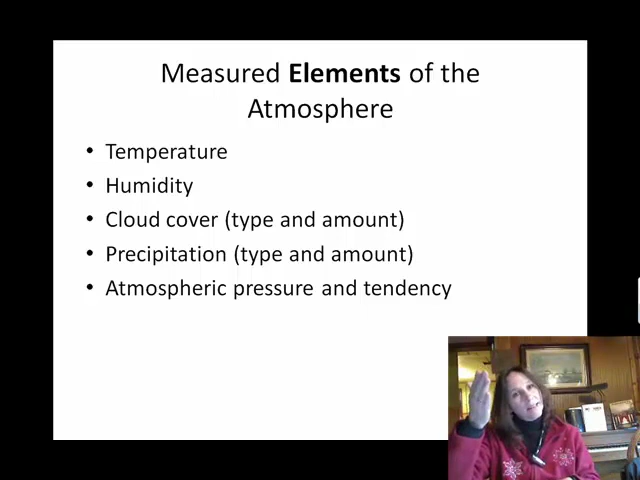 Measured Elements of the
Atmosphere
• Temperature
• Humidity
• Cloud cover (type and amount)
• Precipitation (type and amount)
• Atmospheric pressure and tendency